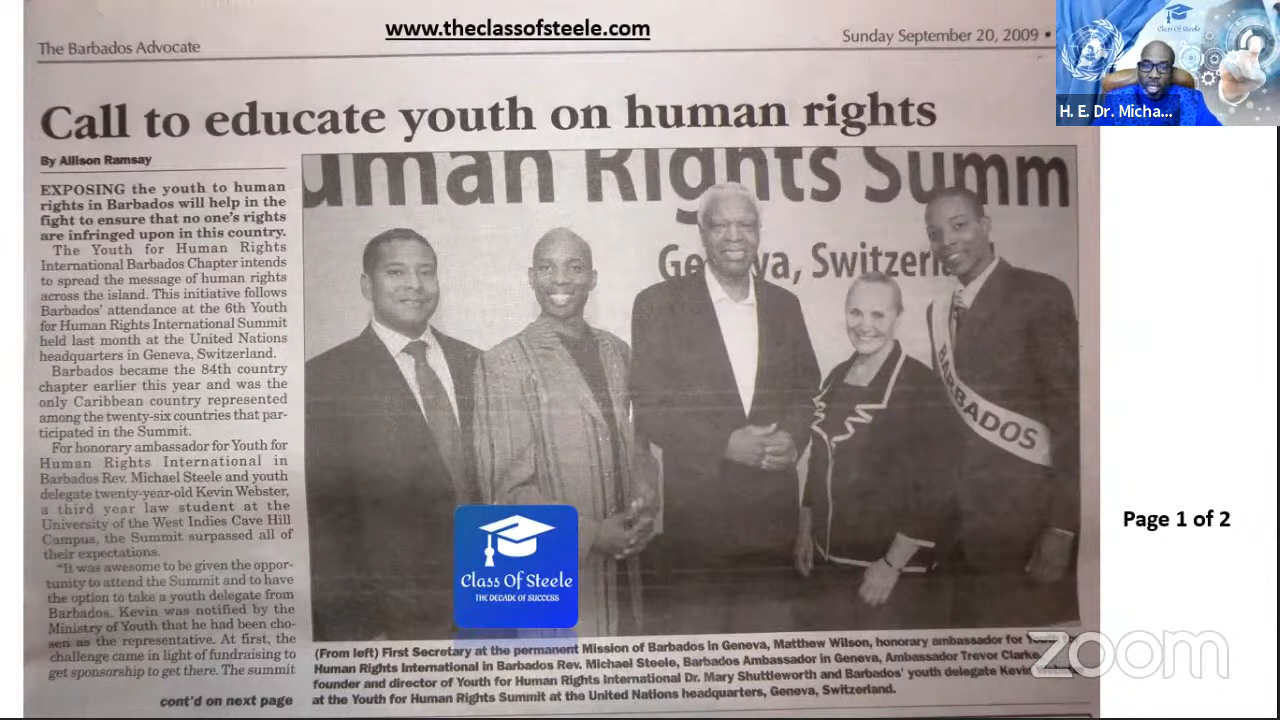 www.theclassofsteele.com
The Barbados Advocate
Sunday September 20, 2009 •
Class Of Steele
H. E. Dr. Micha...
Call to educate youth on human rights
By Allison Ramsay
EXPOSING the youth to human
rights in Barbados will help in the
fight to ensure that no one's rights
are infringed upon in this country.
The Youth for Human Rights
International Barbados Chapter intends
to spread the message of human rights
across the island. This initiative follows
Barbados' attendance at the 6th Youth
for Human Rights International Summit
held last month at the United Nations
headquarters in Geneva, Switzerland.
Barbados became the 84th country
chapter earlier this year and was the
only Caribbean country represented
among the twenty-six countries that par-
ticipated in the Summit.
For honorary ambassador for Youth for
Human Rights International in
Barbados Rev. Michael Steele and youth
delegate twenty-year-old Kevin Webster,
a third year law student at the
University of the West Indies Cave Hill
Campus, the Summit surpassed all of
their expectations.
"It was awesome to be given the oppor-
tunity to attend the Summit and to have
the option to take a youth delegate from
Barbados. Kevin was notified by the
Ministry of Youth that he had been cho-
sen as the representative. At first, the
challenge came in light of fundraising to
get sponsorship to get there. The summit
cont'd on next page
uman Rights Summ
Geneva, Switzerla
BARBADOS
Class Of Steele
THE DECADE OF SUCCESS
(From left) First Secretary at the permanent Mission of Barbados in Geneva, Matthew Wilson, honorary ambassador for
Human Rights International in Barbados Rev. Michael Steele, Barbados Ambassador in Geneva, Ambassador Trevor Clarke,
founder and director of Youth for Human Rights International Dr. Mary Shuttleworth and Barbados' youth delegate Kevin
at the Youth for Human Rights Summit at the United Nations headquarters, Geneva, Switzerland.
Page 1 of 2
zoom